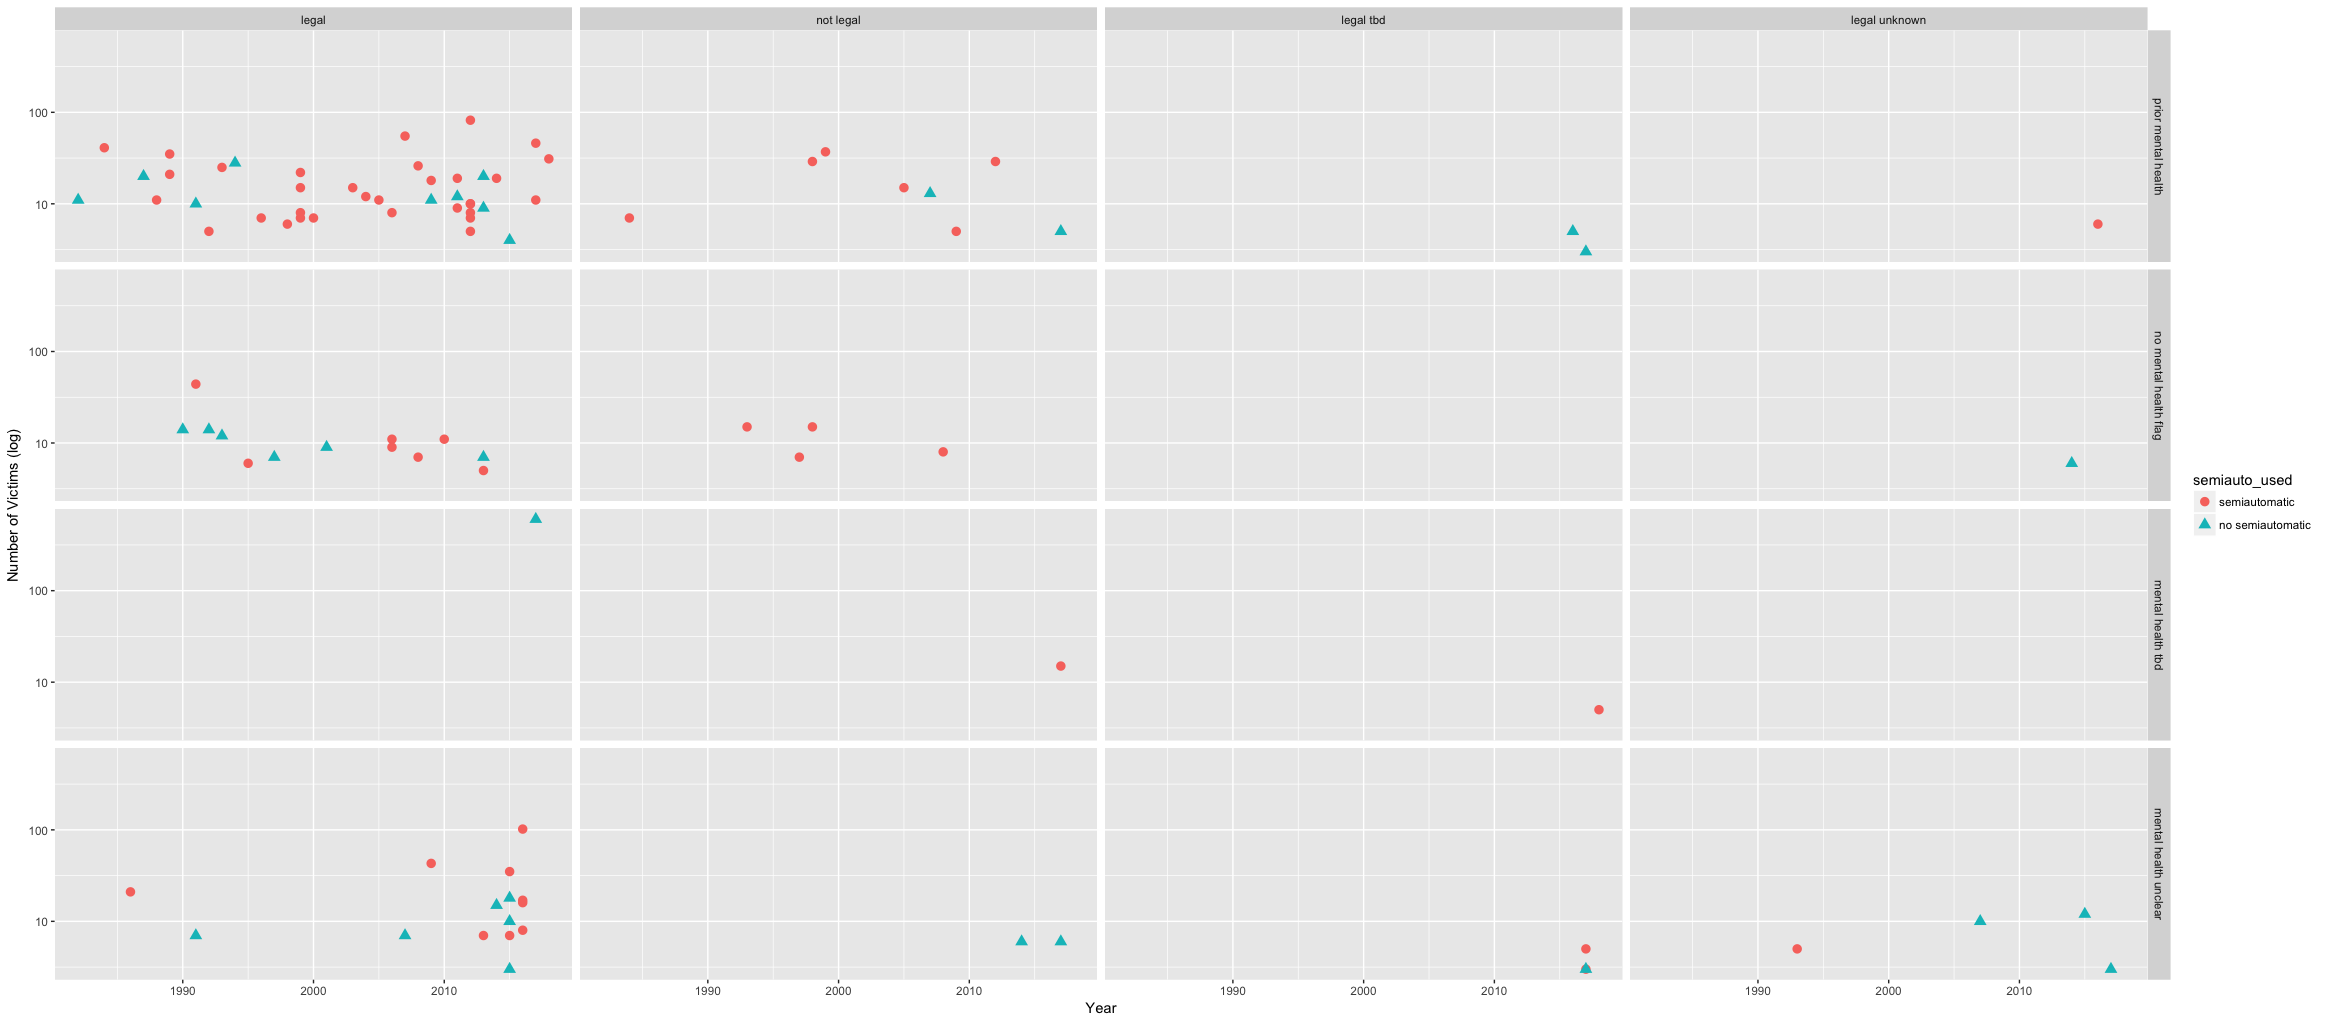 legal
not legal
legal tbd
legal unknown
100
10
prior mental health
100
10
no mental health flag
100
10
mental health tbd
100
10
mental health unclear
1990 2000 2010
1990 2000 2010
1990 2000 2010
1990 2000 2010
Year
Number of Victims (log)
semiauto_used
semiautomatic
no semiautomatic